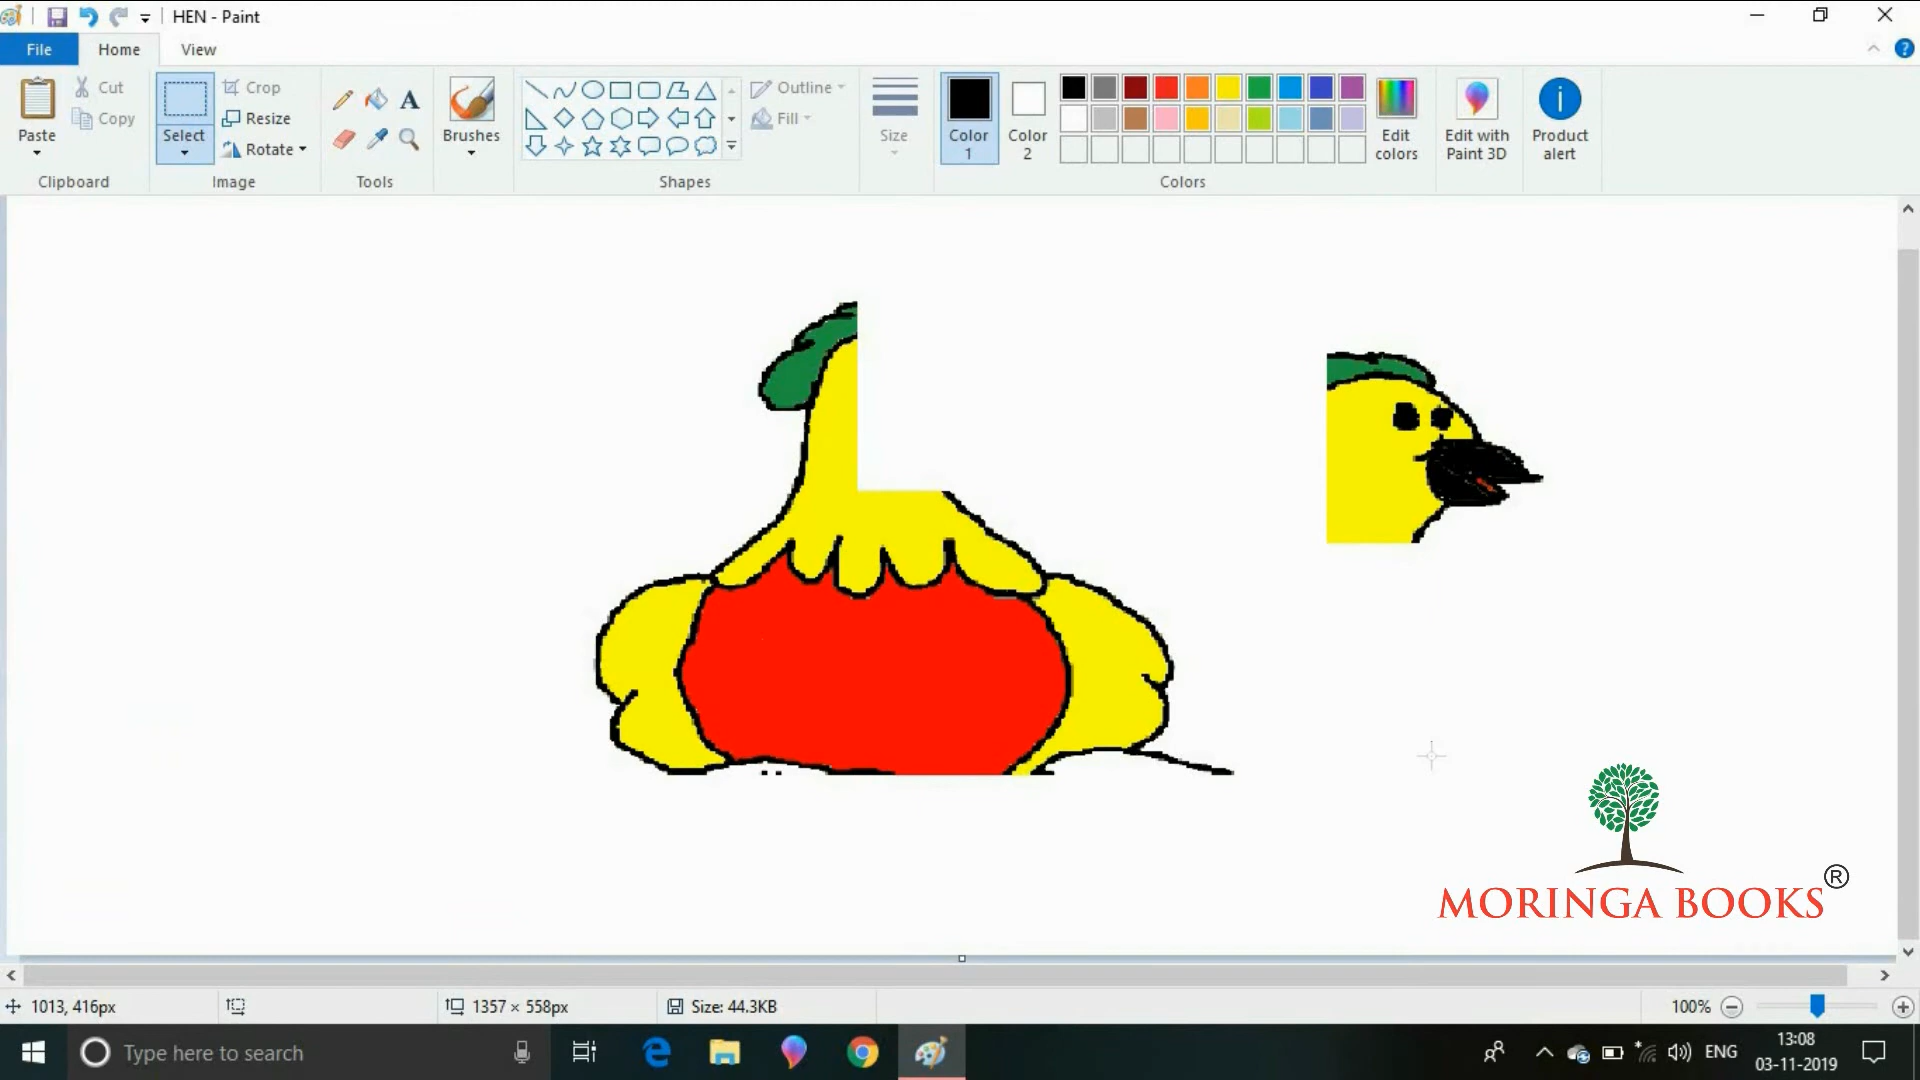 HEN - Paint
File Home View
Paste
Cut
Copy
Clipboard
Select
Crop
Resize
Rotate
Image
A
Tools
Brushes
Shapes
Outline
Fill
Size
Color 1
Color 2
Colors
Edit colors
Edit with Paint 3D
Product alert
MORINGA BOOKS®
1013, 416px
1357 × 558px
Size: 44.3KB
100%
Type here to search
ENG
13:08
03-11-2019